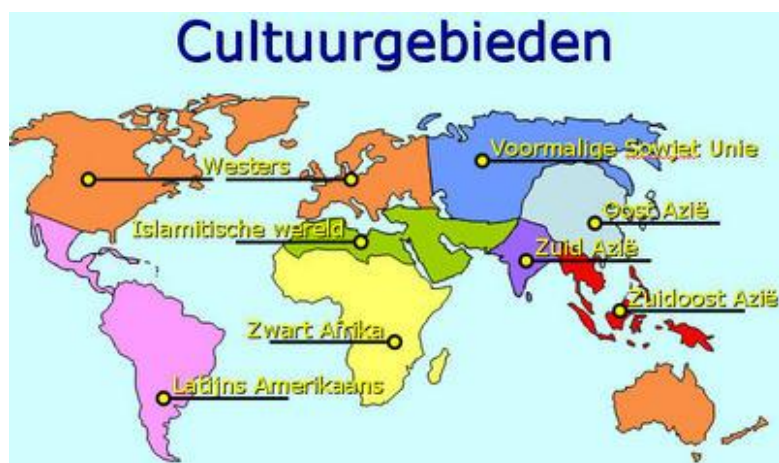 Cultuurgebieden
Voormalige Sowjet Unie
Westers
Oost Azië
Islamitische wereld
Zuid Azië
Zuidoost Azië
Zwart Afrika
Latijns Amerikaans